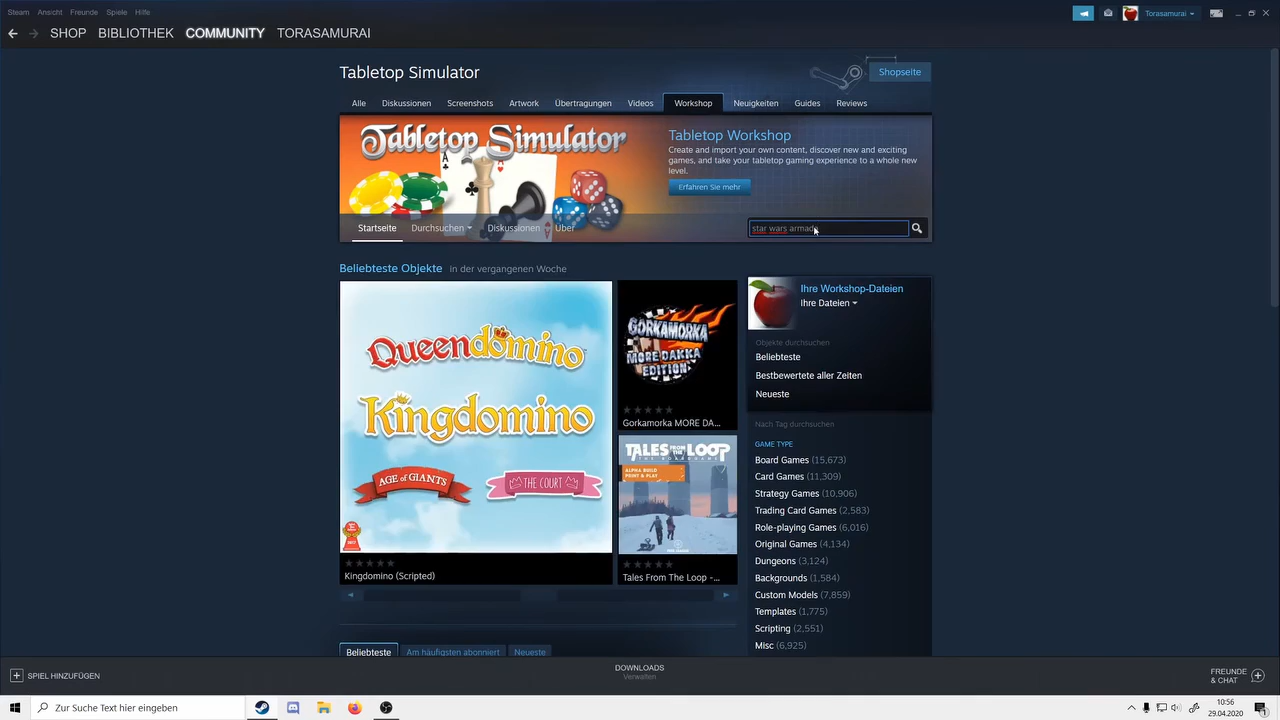 Steam Ansicht Freunde Spiele Hilfe
Torasamurai
SHOP BIBLIOTHEK COMMUNITY TORASAMURAI
Tabletop Simulator
Shopseite
Alle Diskussionen Screenshots Artwork Übertragungen Videos Workshop Neuigkeiten Guides Reviews
Tabletop Simulator
Tabletop Workshop
Create and import your own content, discover new and exciting
games, and take your tabletop gaming experience to a whole new
level.
Erfahren Sie mehr
Startseite Durchsuchen Diskussionen Über
star wars armada
Beliebteste Objekte in der vergangenen Woche
Queendomino
Kingdomino
AGE of GIANTS
THE COURT
Kingdomino (Scripted)
GORKAMORKA
MORE DAKKA
EDITION
Gorkamorka MORE DA...
TALES FROM THE LOOP
THE BOARD GAME
ALPHA BUILD
PRINT & PLAY
Tales From The Loop -...
Ihre Workshop-Dateien
Ihre Dateien
Objekte durchsuchen
Beliebteste
Bestbewertete aller Zeiten
Neueste
Nach Tag durchsuchen
GAME TYPE
Board Games (15,673)
Card Games (11,309)
Strategy Games (10,906)
Trading Card Games (2,583)
Role-playing Games (6,016)
Original Games (4,134)
Dungeons (3,124)
Backgrounds (1,584)
Custom Models (7,859)
Templates (1,775)
Scripting (2,551)
Misc (6,925)
Beliebteste Am häufigsten abonniert Neueste
SPIEL HINZUFÜGEN
DOWNLOADS
Verwalten
FREUNDE
& CHAT
Zur Suche Text hier eingeben
10:56
29.04.2020